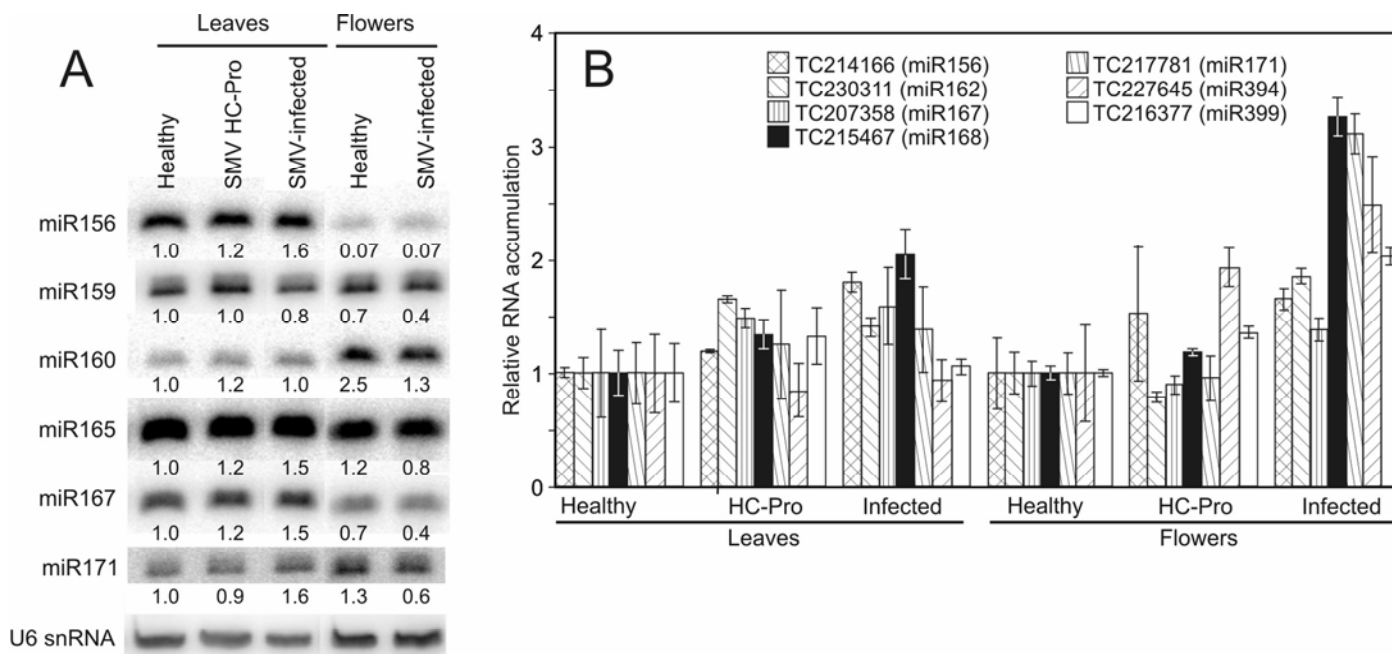 A
Leaves Flowers
Healthy
SMV HC-Pro
SMV-infected
Healthy
SMV-infected
miR156
1.0 1.2 1.6 0.07 0.07
miR159
1.0 1.0 0.8 0.7 0.4
miR160
1.0 1.2 1.0 2.5 1.3
miR165
1.0 1.2 1.5 1.2 0.8
miR167
1.0 1.2 1.5 0.7 0.4
miR171
1.0 0.9 1.6 1.3 0.6
U6 snRNA
B
TC214166 (miR156)
TC230311 (miR162)
TC207358 (miR167)
TC215467 (miR168)
TC217781 (miR171)
TC227645 (miR394)
TC216377 (miR399)
Relative RNA accumulation
4
3
2
1
0
Healthy HC-Pro Infected Healthy HC-Pro Infected
Leaves Flowers